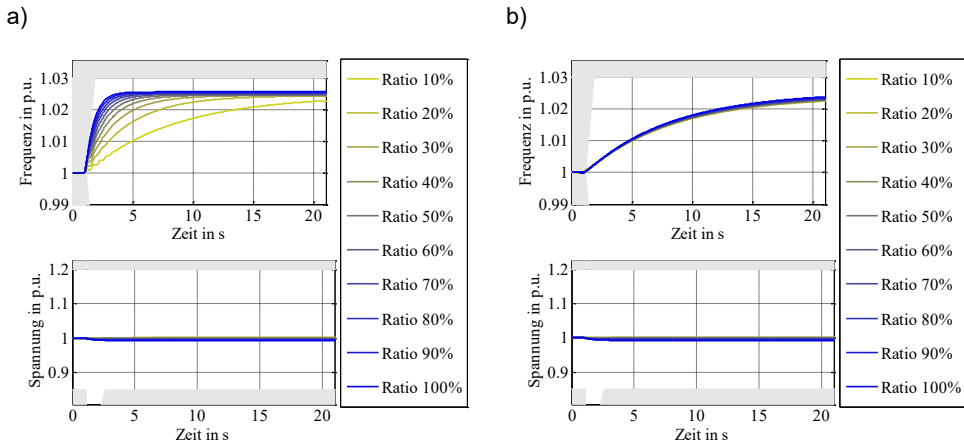 a)
1.03
1.02
1.01
1
0.99
Frequenz in p.u.
0 5 10 15 20
Zeit in s
1.2
1.1
1
0.9
Spannung in p.u.
0 5 10 15 20
Zeit in s
Ratio 10%
Ratio 20%
Ratio 30%
Ratio 40%
Ratio 50%
Ratio 60%
Ratio 70%
Ratio 80%
Ratio 90%
Ratio 100%
b)
1.03
1.02
1.01
1
0.99
Frequenz in p.u.
0 5 10 15 20
Zeit in s
1.2
1.1
1
0.9
Spannung in p.u.
0 5 10 15 20
Zeit in s
Ratio 10%
Ratio 20%
Ratio 30%
Ratio 40%
Ratio 50%
Ratio 60%
Ratio 70%
Ratio 80%
Ratio 90%
Ratio 100%